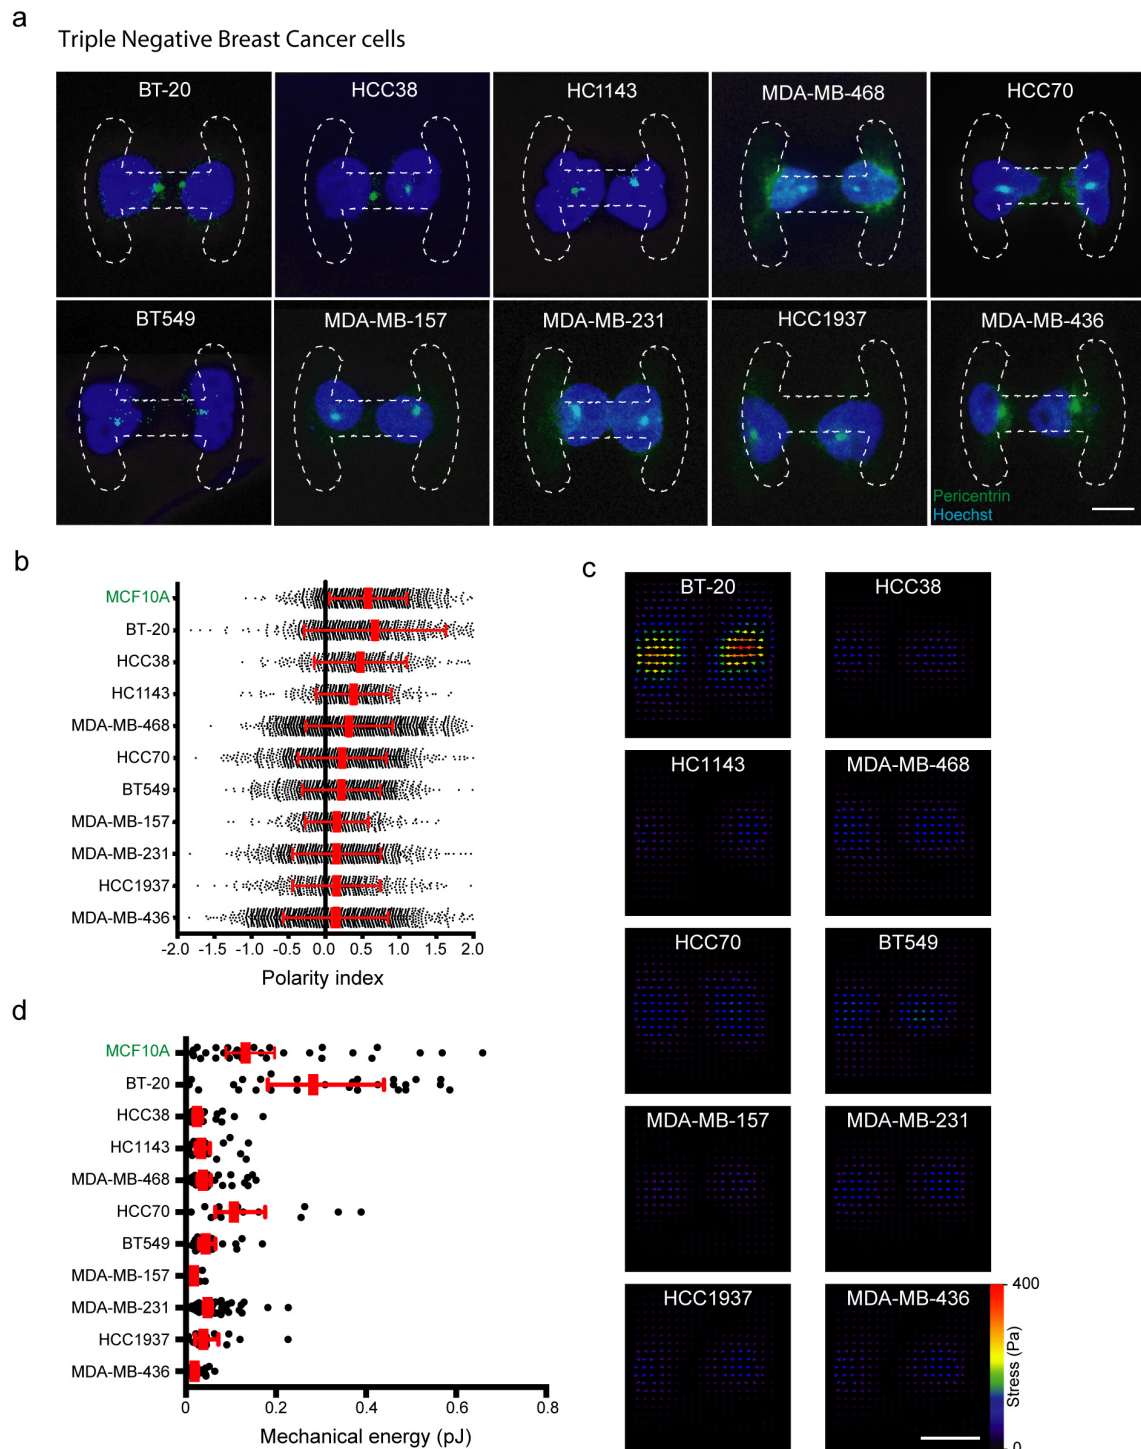 a
Triple Negative Breast Cancer cells
BT-20
HCC38
HC1143
MDA-MB-468
HCC70
BT549
MDA-MB-157
MDA-MB-231
HCC1937
MDA-MB-436
Pericentrin
Hoechst
b
MCF10A
BT-20
HCC38
HC1143
MDA-MB-468
HCC70
BT549
MDA-MB-157
MDA-MB-231
HCC1937
MDA-MB-436
-2.0 -1.5 -1.0 -0.5 0.0 0.5 1.0 1.5 2.0
Polarity index
c
BT-20
HCC38
HC1143
MDA-MB-468
HCC70
BT549
MDA-MB-157
MDA-MB-231
HCC1937
MDA-MB-436
400
Stress (Pa)
0
d
MCF10A
BT-20
HCC38
HC1143
MDA-MB-468
HCC70
BT549
MDA-MB-157
MDA-MB-231
HCC1937
MDA-MB-436
0 0.2 0.4 0.6 0.8
Mechanical energy (pJ)